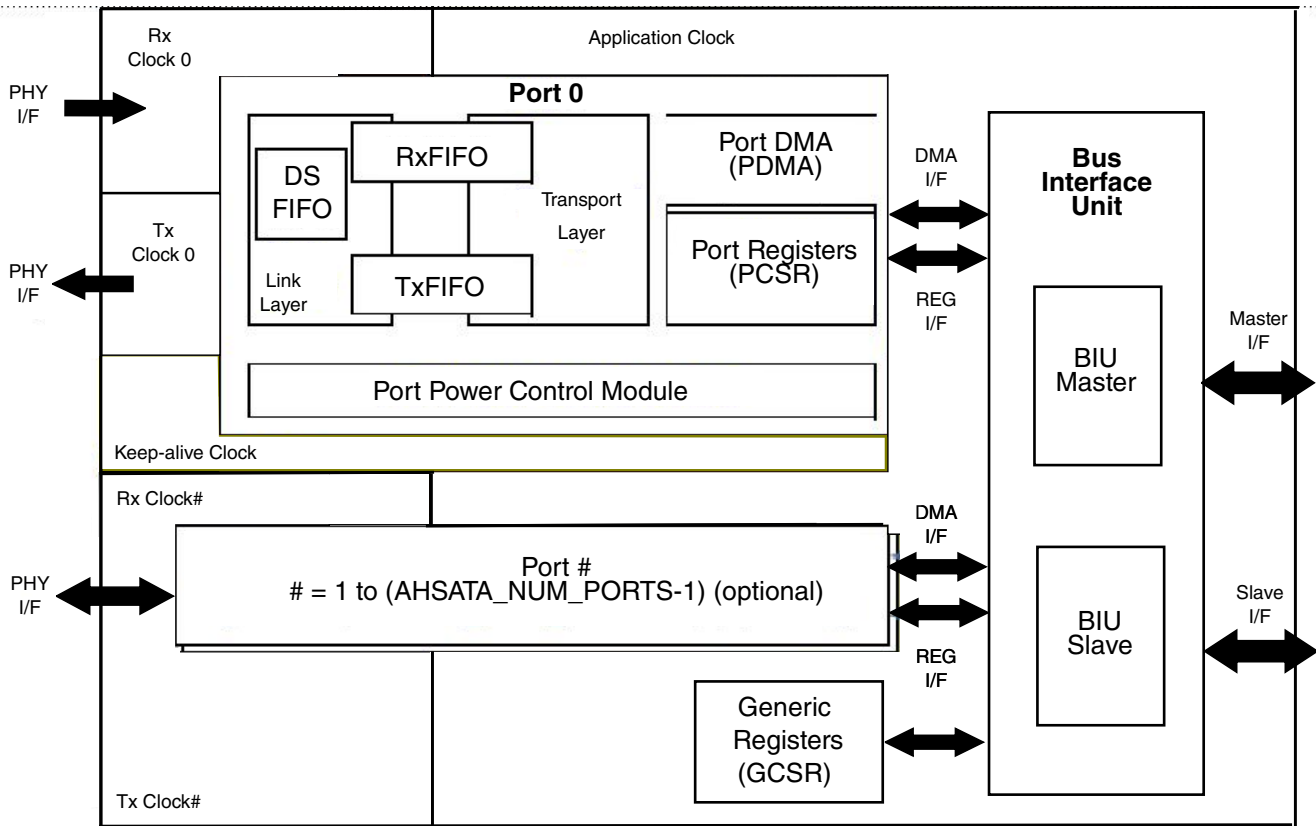 Rx
Clock 0
Application Clock
PHY
I/F
Port 0
RxFIFO
DS
FIFO
Port DMA
(PDMA)
DMA
I/F
Bus
Interface
Unit
Transport
Layer
Tx
Clock 0
PHY
I/F
Port Registers
(PCSR)
Link
Layer
TxFIFO
REG
I/F
Master
I/F
BIU
Master
Port Power Control Module
Keep-alive Clock
Rx Clock#
DMA
I/F
PHY
I/F
Port #
# = 1 to (AHSATA_NUM_PORTS-1) (optional)
Slave
I/F
BIU
Slave
REG
I/F
Generic
Registers
(GCSR)
Tx Clock#